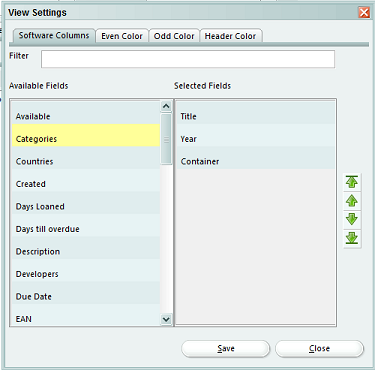 View Settings
Software Columns Even Color Odd Color Header Color
Filter
Available Fields Selected Fields
Available Title
Categories Year
Countries Container
Created
Days Loaned
Days till overdue
Description
Developers
Due Date
EAN
Save Close